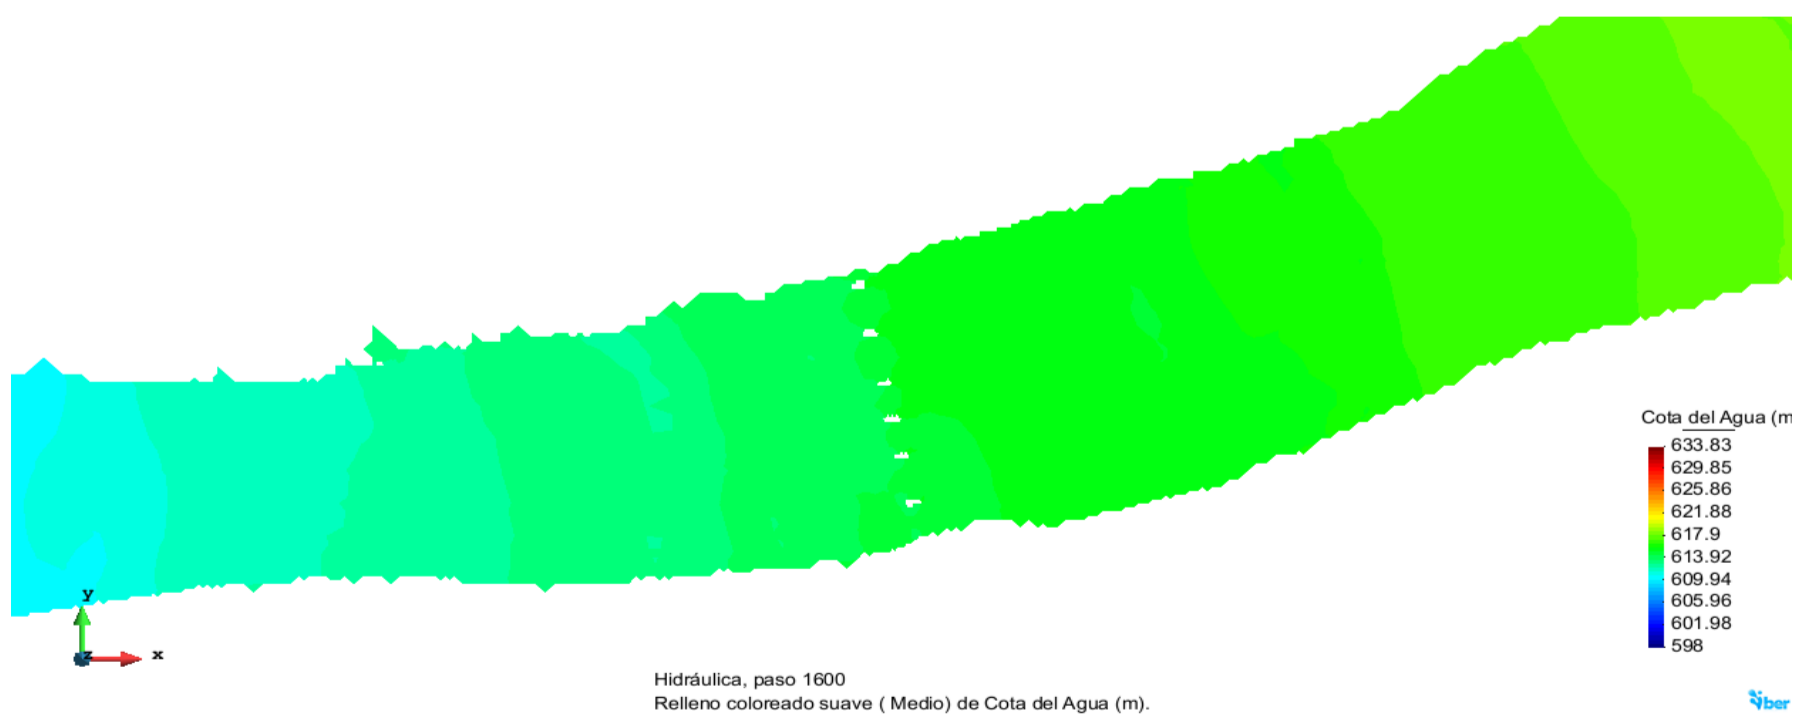 Cota del Agua (m
633.83
629.85
625.86
621.88
617.9
613.92
609.94
605.96
601.98
598
y
z
x
Hidráulica, paso 1600
Relleno coloreado suave ( Medio) de Cota del Agua (m).
iber